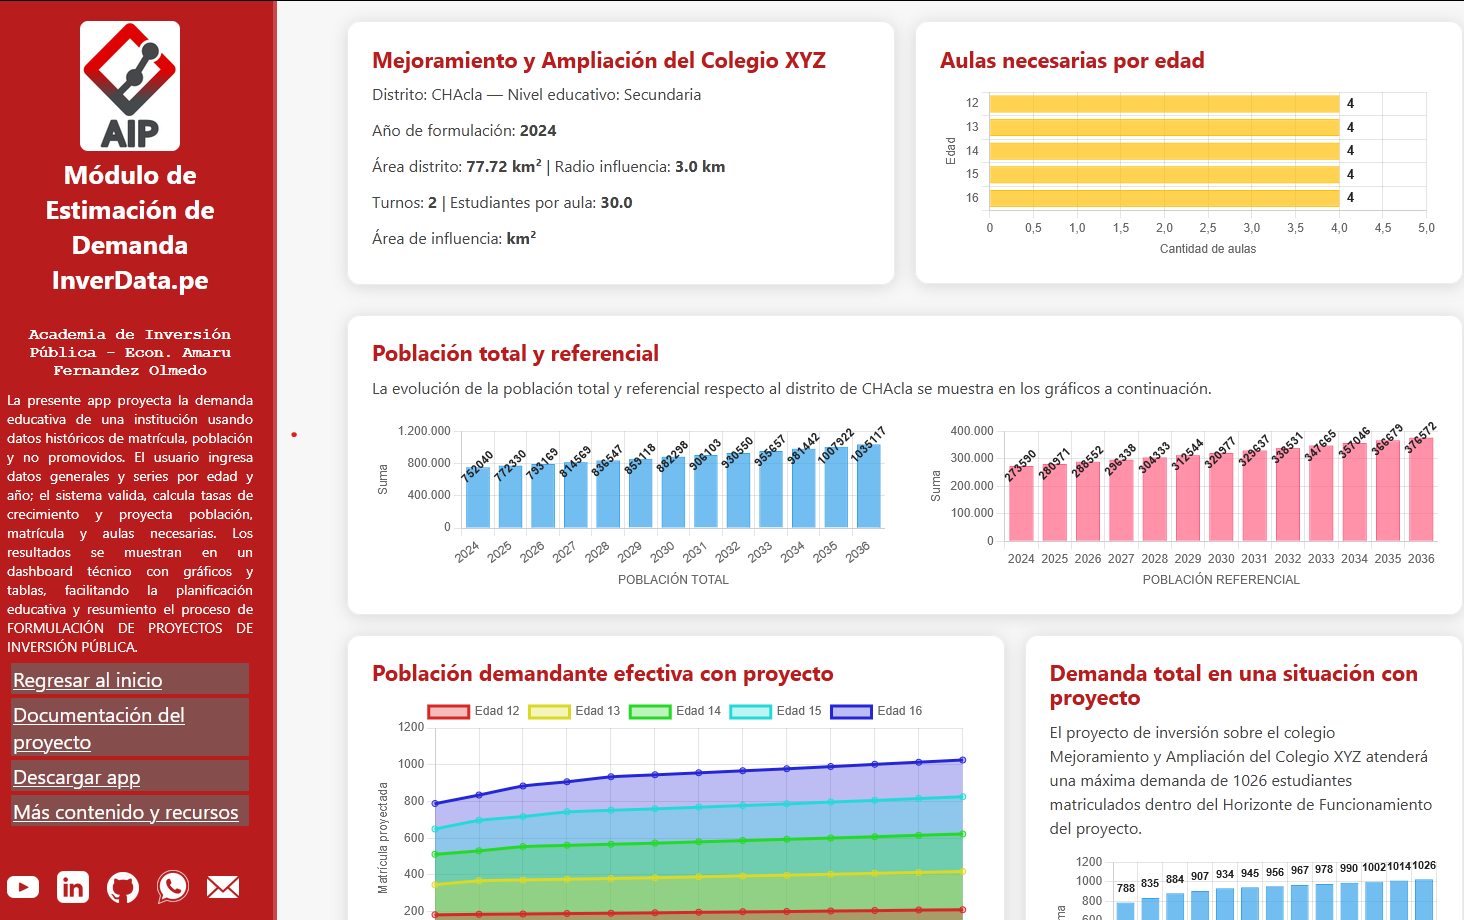 AIP
Módulo de
Estimación de
Demanda
InverData.pe
Academia de Inversión
Pública - Econ. Amaru
Fernandez Olmedo
La presente app proyecta la demanda
educativa de una institución usando
datos históricos de matrícula, población
y no promovidos. El usuario ingresa
datos generales y series por edad y
año; el sistema valida, calcula tasas de
crecimiento y proyecta población,
matrícula y aulas necesarias. Los
resultados se muestran en un
dashboard técnico con gráficos y
tablas, facilitando la planificación
educativa y resumiento el proceso de
FORMULACIÓN DE PROYECTOS DE
INVERSIÓN PÚBLICA.
Regresar al inicio
Documentación del
proyecto
Descargar app
Más contenido y recursos
in
Mejoramiento y Ampliación del Colegio XYZ
Distrito: CHAcla — Nivel educativo: Secundaria
Año de formulación: 2024
Área distrito: 77.72 km² | Radio influencia: 3.0 km
Turnos: 2 | Estudiantes por aula: 30.0
Área de influencia: km²
Aulas necesarias por edad
Edad
12 4
13 4
14 4
15 4
16 4
0 0,5 1,0 1,5 2,0 2,5 3,0 3,5 4,0 4,5 5,0
Cantidad de aulas
Población total y referencial
La evolución de la población total y referencial respecto al distrito de CHAcla se muestra en los gráficos a continuación.
Suma
1.200.000
800.000
400.000
0
752040 772330 793169 814569 836547 859118 882298 906103 930550 955657 981442 1007922 1035117
2024 2025 2026 2027 2028 2029 2030 2031 2032 2033 2034 2035 2036
POBLACIÓN TOTAL
Suma
400.000
300.000
200.000
100.000
0
273590 280971 288552 296338 304333 312544 320977 329637 338531 347665 357046 366679 376572
2024 2025 2026 2027 2028 2029 2030 2031 2032 2033 2034 2035 2036
POBLACIÓN REFERENCIAL
Población demandante efectiva con proyecto
Edad 12 Edad 13 Edad 14 Edad 15 Edad 16
Matrícula proyectada
1200
1000
800
600
400
200
Demanda total en una situación con
proyecto
El proyecto de inversión sobre el colegio
Mejoramiento y Ampliación del Colegio XYZ atenderá
una máxima demanda de 1026 estudiantes
matriculados dentro del Horizonte de Funcionamiento
del proyecto.
1200
1000
800
600
788 835 884 907 934 945 956 967 978 990 1002 1014 1026